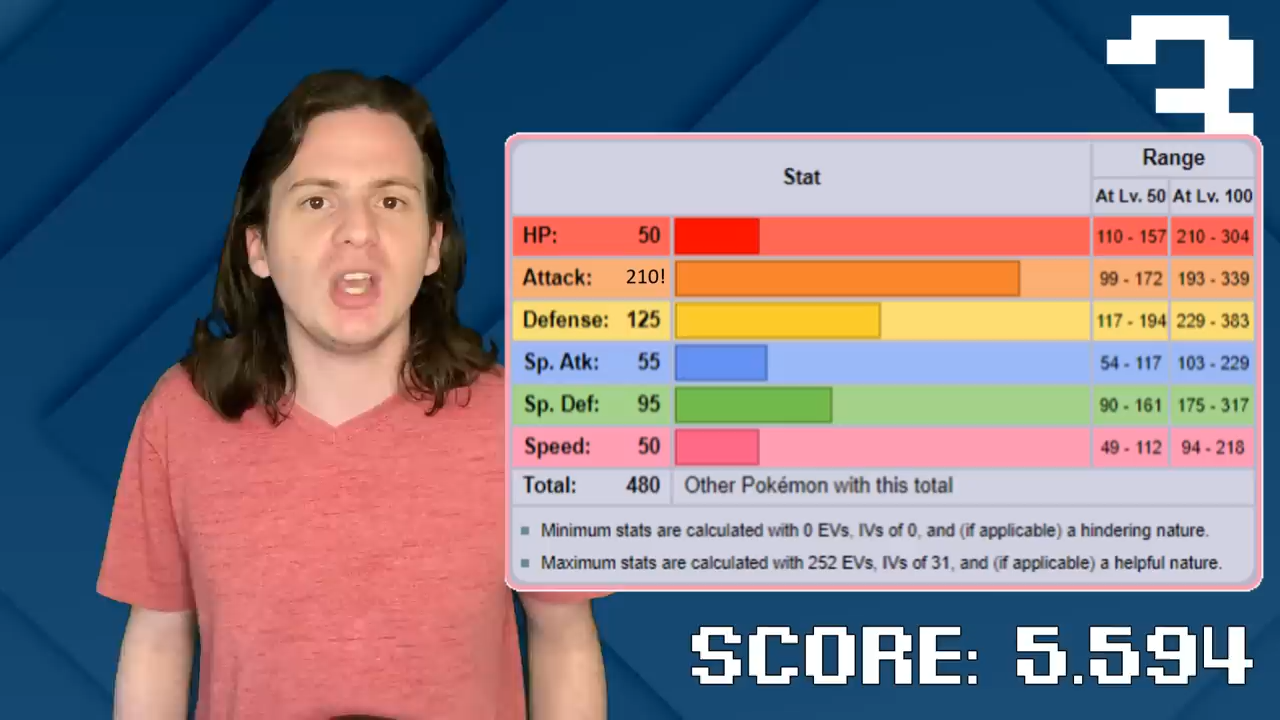 3
Stat Range
At Lv. 50 At Lv. 100
HP: 50 110 - 157 210 - 304
Attack: 210! 99 - 172 193 - 339
Defense: 125 117 - 194 229 - 383
Sp. Atk: 55 54 - 117 103 - 229
Sp. Def: 95 90 - 161 175 - 317
Speed: 50 49 - 112 94 - 218
Total: 480 Other Pokémon with this total
Minimum stats are calculated with 0 EVs, IVs of 0, and (if applicable) a hindering nature.
Maximum stats are calculated with 252 EVs, IVs of 31, and (if applicable) a helpful nature.
SCORE: 5.594